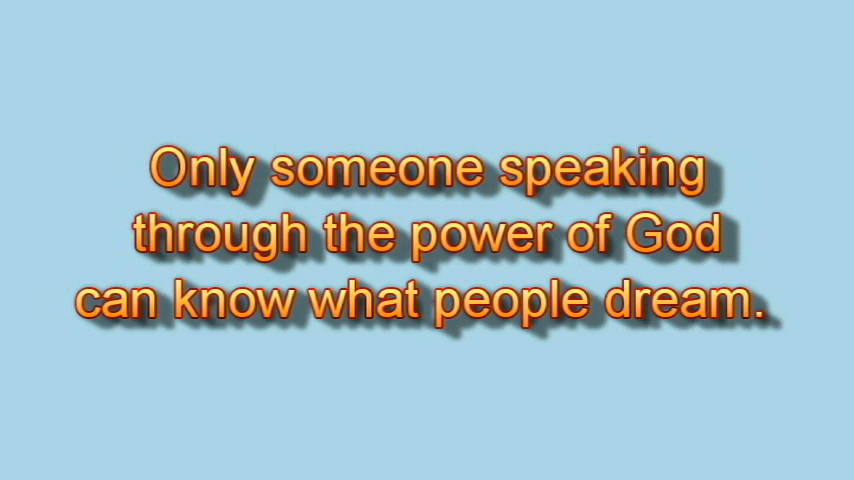 Only someone speaking
through the power of God
can know what people dream.